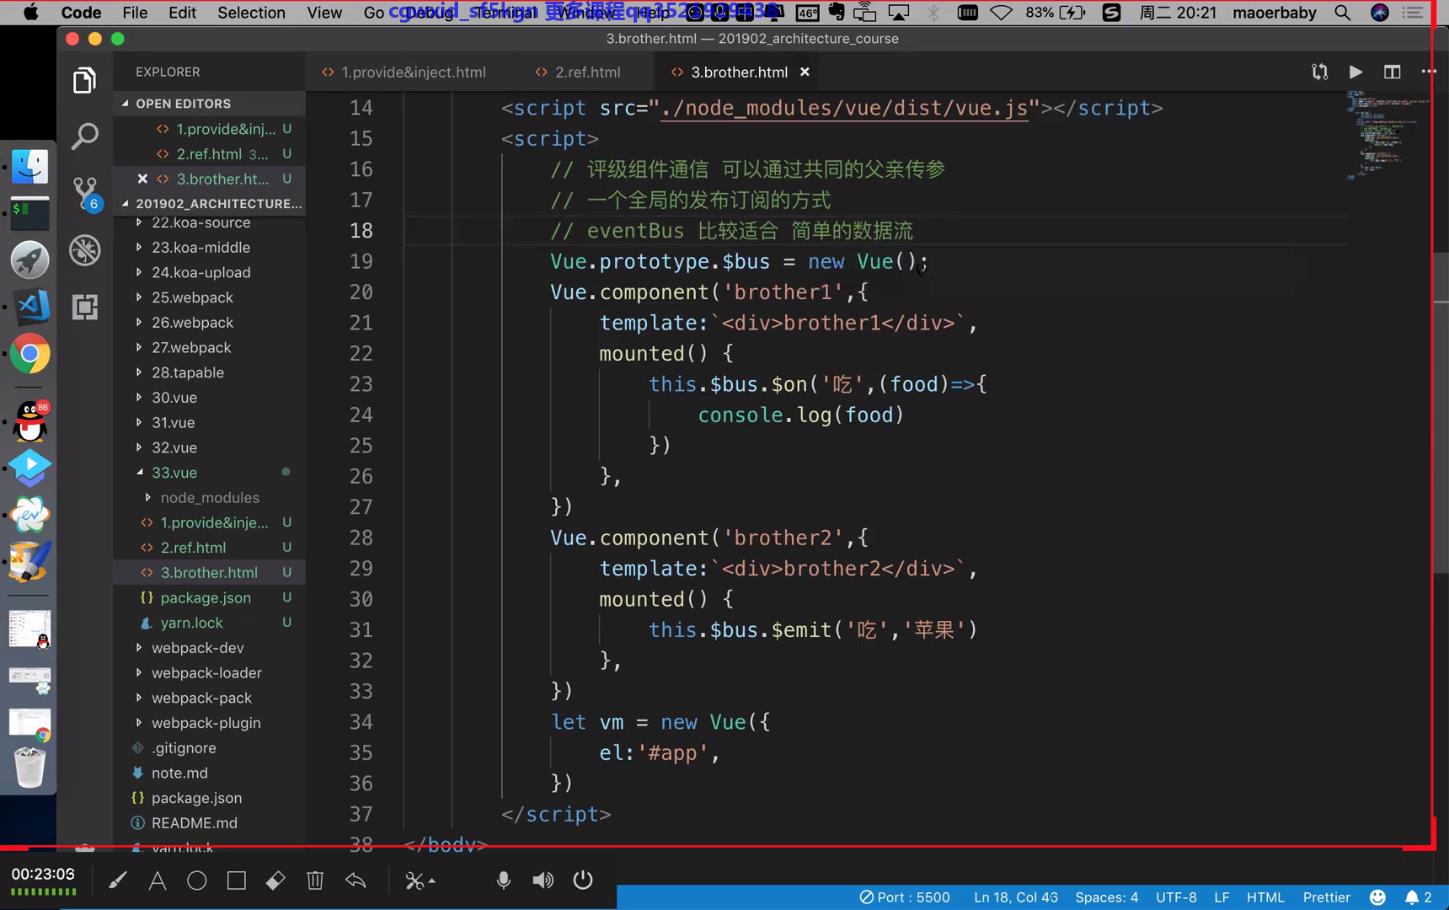 Code File Edit Selection View Go Debug Terminal Window Help 46° 83% 周二 20:21 maoerbaby
3.brother.html — 201902_architecture_course
EXPLORER
1.provide&inject.html
2.ref.html
3.brother.html
OPEN EDITORS
1.provide&inj... U
2.ref.html 3... U
3.brother.ht... U
201902_ARCHITECTURE...
22.koa-source
23.koa-middle
24.koa-upload
25.webpack
26.webpack
27.webpack
28.tapable
30.vue
31.vue
32.vue
33.vue
node_modules
1.provide&inje... U
2.ref.html U
3.brother.html U
package.json U
yarn.lock U
webpack-dev
webpack-loader
webpack-pack
webpack-plugin
.gitignore
note.md
package.json
README.md
yarn.lock
6
86
14 <script src="./node_modules/vue/dist/vue.js"></script>
15 <script>
16 // 评级组件通信 可以通过共同的父亲传参
17 // 一个全局的发布订阅的方式
18 // eventBus 比较适合 简单的数据流
19 Vue.prototype.$bus = new Vue();
20 Vue.component('brother1',{
21 template:`<div>brother1</div>`,
22 mounted() {
23 this.$bus.$on('吃',(food)=>{
24 console.log(food)
25 })
26 },
27 })
28 Vue.component('brother2',{
29 template:`<div>brother2</div>`,
30 mounted() {
31 this.$bus.$emit('吃','苹果')
32 },
33 })
34 let vm = new Vue({
35 el:'#app',
36 })
37 </script>
38 </body>
00:23:05
Port : 5500 Ln 18, Col 43 Spaces: 4 UTF-8 LF HTML Prettier 2